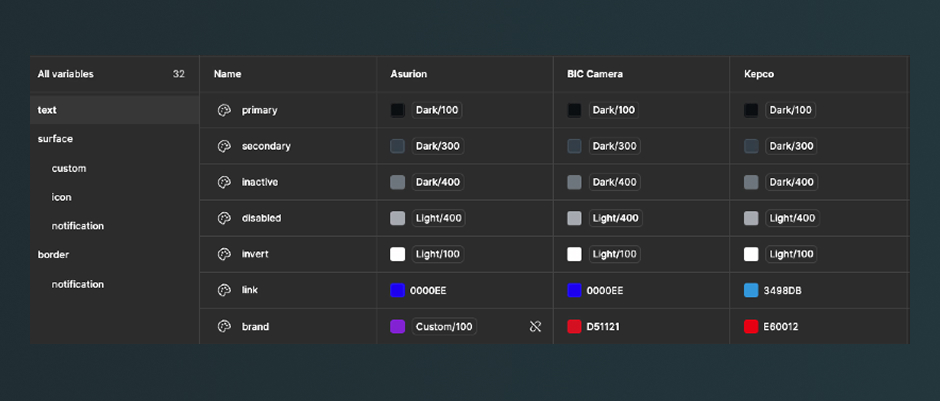 All variables 32 Name Asurion BIC Camera Kepco
text primary Dark/100 Dark/100 Dark/100
surface
secondary Dark/300 Dark/300 Dark/300
custom
inactive Dark/400 Dark/400 Dark/400
icon
disabled Light/400 Light/400 Light/400
notification
border invert Light/100 Light/100 Light/100
notification
link 0000EE 0000EE 3498DB
brand Custom/100 D51121 E60012